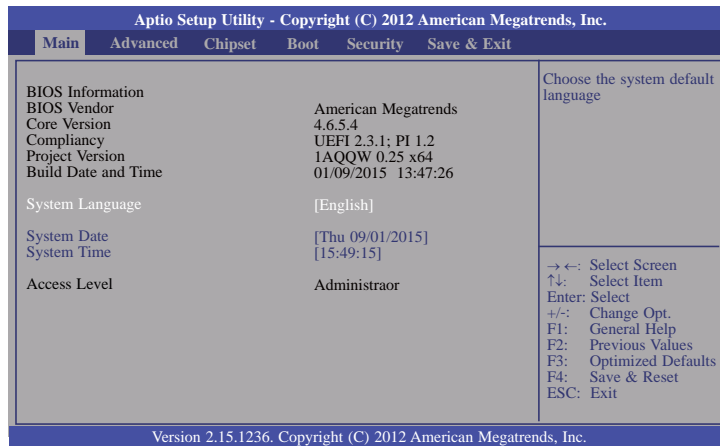 Aptio Setup Utility - Copyright (C) 2012 American Megatrends, Inc.
Main Advanced Chipset Boot Security Save & Exit
BIOS Information
BIOS Vendor American Megatrends
Core Version 4.6.5.4
Compliancy UEFI 2.3.1; PI 1.2
Project Version 1AQQW 0.25 x64
Build Date and Time 01/09/2015 13:47:26
System Language [English]
System Date [Thu 09/01/2015]
System Time [15:49:15]
Access Level Administraor
Choose the system default
language
→←: Select Screen
↑↓: Select Item
Enter: Select
+/-: Change Opt.
F1: General Help
F2: Previous Values
F3: Optimized Defaults
F4: Save & Reset
ESC: Exit
Version 2.15.1236. Copyright (C) 2012 American Megatrends, Inc.